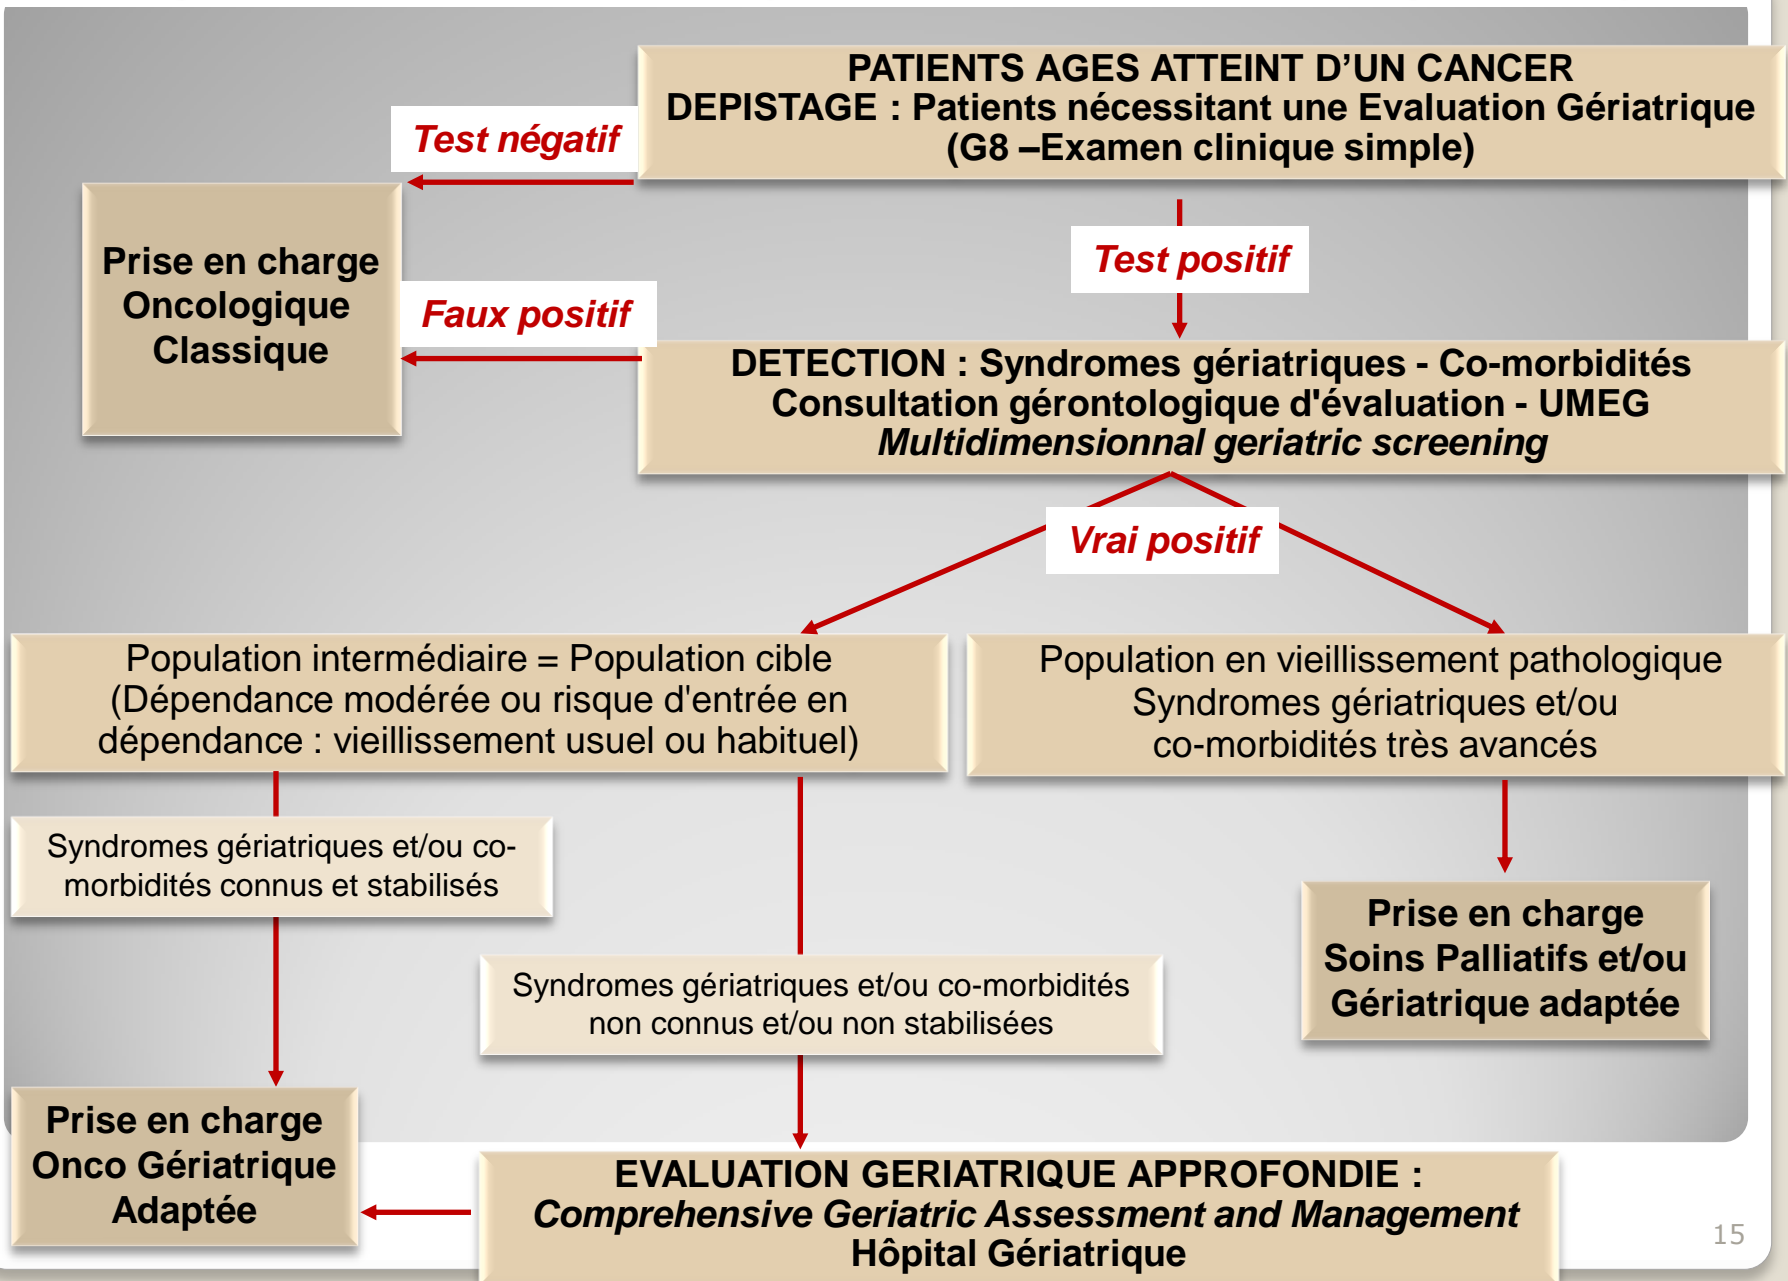 PATIENTS AGES ATTEINT D’UN CANCER
DEPISTAGE : Patients nécessitant une Evaluation Gériatrique
(G8 –Examen clinique simple)
Test négatif
Prise en charge
Oncologique
Classique
Test positif
Faux positif
DETECTION : Syndromes gériatriques - Co-morbidités
Consultation gérontologique d'évaluation - UMEG
Multidimensionnal geriatric screening
Vrai positif
Population intermédiaire = Population cible
(Dépendance modérée ou risque d'entrée en
dépendance : vieillissement usuel ou habituel)
Population en vieillissement pathologique
Syndromes gériatriques et/ou
co-morbidités très avancés
Syndromes gériatriques et/ou co-
morbidités connus et stabilisés
Syndromes gériatriques et/ou co-morbidités
non connus et/ou non stabilisées
Prise en charge
Soins Palliatifs et/ou
Gériatrique adaptée
Prise en charge
Onco Gériatrique
Adaptée
EVALUATION GERIATRIQUE APPROFONDIE :
Comprehensive Geriatric Assessment and Management
Hôpital Gériatrique
15